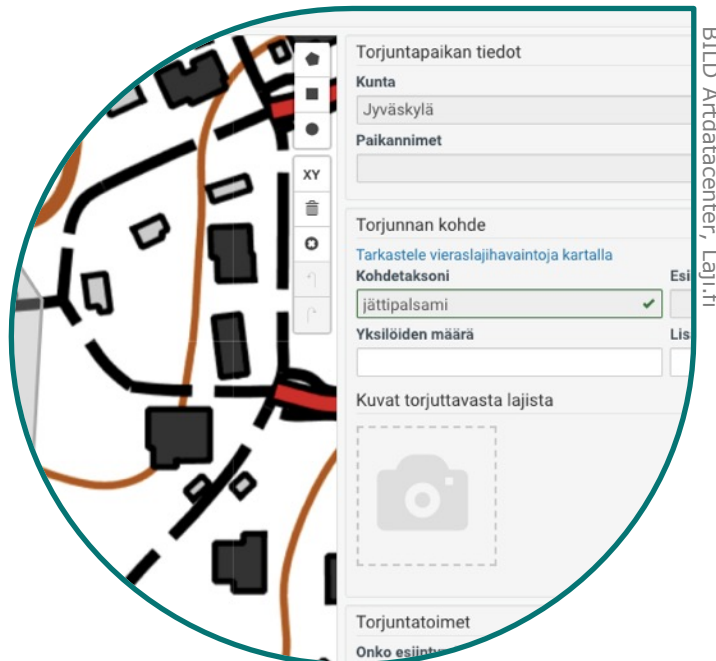 Torjuntapaikan tiedot
Kunta
Jyväskylä
Paikannimet
XY
Torjunnan kohde
Tarkastele vieraslajihavaintoja kartalla
Kohdetaksoni
jättipalsami
Yksilöiden määrä
Kuvat torjuttavasta lajista
Torjuntatoimet
Onko
BILD Artdatacenter, Laji.fi